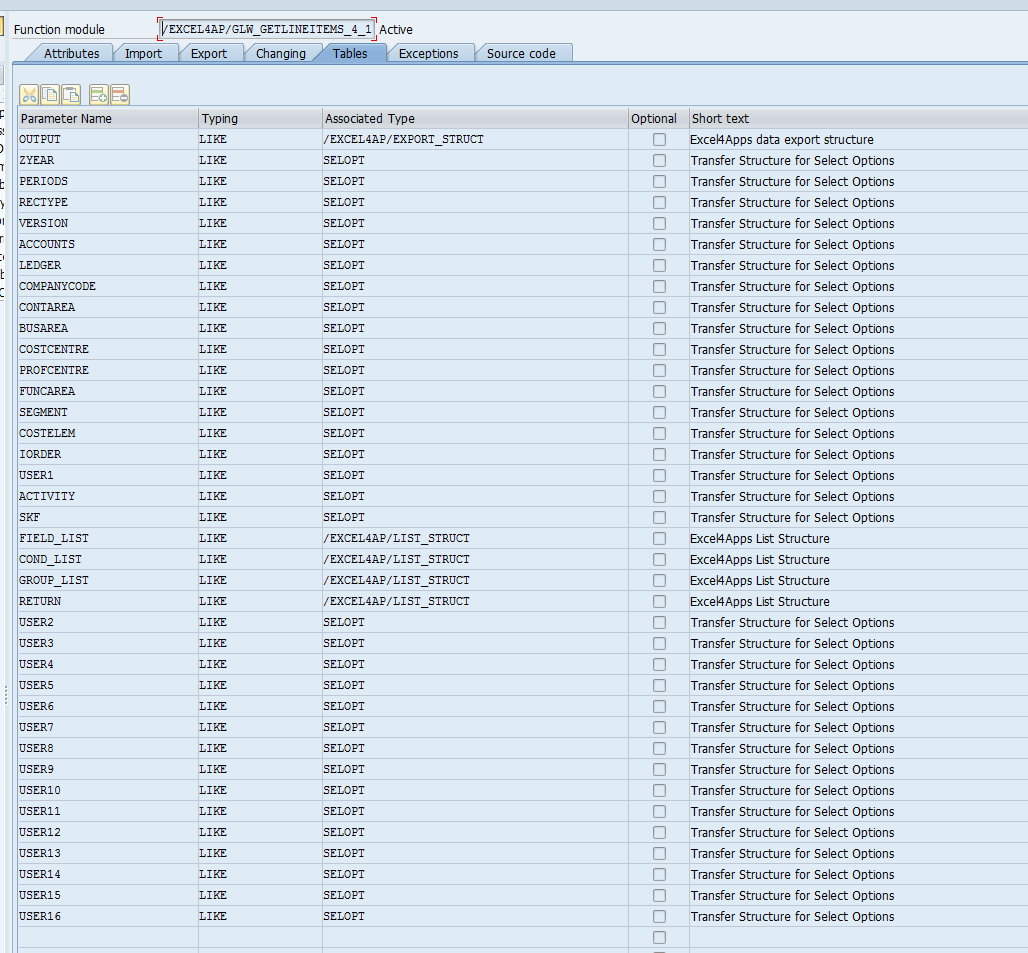 Function module /EXCEL4AP/GLW_GETLINEITEMS_4_1 Active
Attributes Import Export Changing Tables Exceptions Source code
Parameter Name Typing Associated Type Optional Short text
OUTPUT LIKE /EXCEL4AP/EXPORT_STRUCT Excel4Apps data export structure
ZYEAR LIKE SELOPT Transfer Structure for Select Options
PERIODS LIKE SELOPT Transfer Structure for Select Options
RECTYPE LIKE SELOPT Transfer Structure for Select Options
VERSION LIKE SELOPT Transfer Structure for Select Options
ACCOUNTS LIKE SELOPT Transfer Structure for Select Options
LEDGER LIKE SELOPT Transfer Structure for Select Options
COMPANYCODE LIKE SELOPT Transfer Structure for Select Options
CONTAREA LIKE SELOPT Transfer Structure for Select Options
BUSAREA LIKE SELOPT Transfer Structure for Select Options
COSTCENTRE LIKE SELOPT Transfer Structure for Select Options
PROFCENTRE LIKE SELOPT Transfer Structure for Select Options
FUNCAREA LIKE SELOPT Transfer Structure for Select Options
SEGMENT LIKE SELOPT Transfer Structure for Select Options
COSTELEM LIKE SELOPT Transfer Structure for Select Options
IORDER LIKE SELOPT Transfer Structure for Select Options
USER1 LIKE SELOPT Transfer Structure for Select Options
ACTIVITY LIKE SELOPT Transfer Structure for Select Options
SKF LIKE SELOPT Transfer Structure for Select Options
FIELD_LIST LIKE /EXCEL4AP/LIST_STRUCT Excel4Apps List Structure
COND_LIST LIKE /EXCEL4AP/LIST_STRUCT Excel4Apps List Structure
GROUP_LIST LIKE /EXCEL4AP/LIST_STRUCT Excel4Apps List Structure
RETURN LIKE /EXCEL4AP/LIST_STRUCT Excel4Apps List Structure
USER2 LIKE SELOPT Transfer Structure for Select Options
USER3 LIKE SELOPT Transfer Structure for Select Options
USER4 LIKE SELOPT Transfer Structure for Select Options
USER5 LIKE SELOPT Transfer Structure for Select Options
USER6 LIKE SELOPT Transfer Structure for Select Options
USER7 LIKE SELOPT Transfer Structure for Select Options
USER8 LIKE SELOPT Transfer Structure for Select Options
USER9 LIKE SELOPT Transfer Structure for Select Options
USER10 LIKE SELOPT Transfer Structure for Select Options
USER11 LIKE SELOPT Transfer Structure for Select Options
USER12 LIKE SELOPT Transfer Structure for Select Options
USER13 LIKE SELOPT Transfer Structure for Select Options
USER14 LIKE SELOPT Transfer Structure for Select Options
USER15 LIKE SELOPT Transfer Structure for Select Options
USER16 LIKE SELOPT Transfer Structure for Select Options